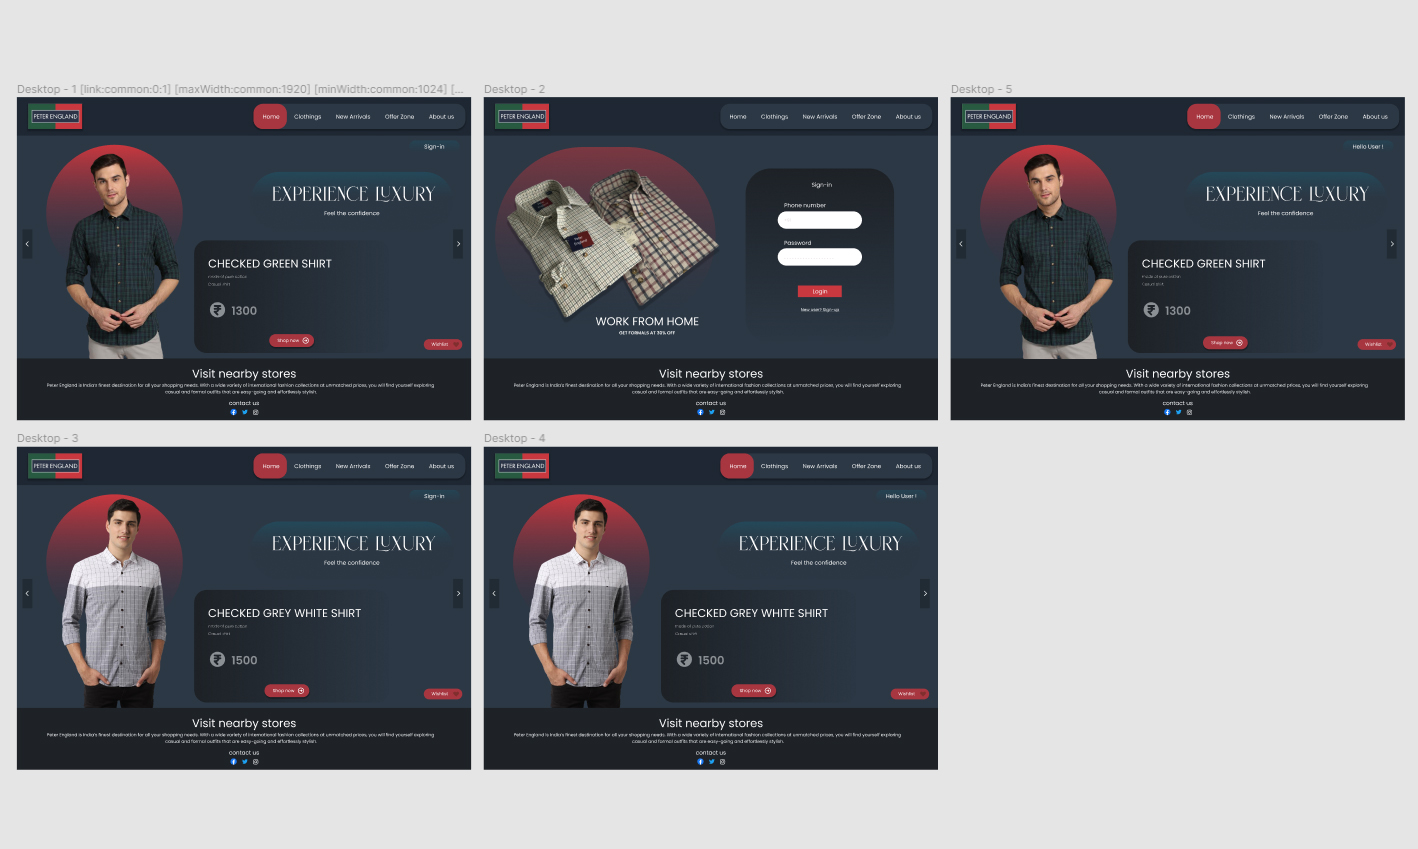 Desktop - 1 [link:common:0:1] [maxWidth:common:1920] [minWidth:common:1024] [...
PETER ENGLAND
Home Clothings New Arrivals Offer Zone About us
Sign-in
EXPERIENCE LUXURY
Feel the confidence
CHECKED GREEN SHIRT
Made of pure cotton
Casual shirt
₹ 1300
Shop now
Wishlist
Visit nearby stores
Peter England is India's finest destination for all your shopping needs. With a wide variety of international fashion collections at unmatched prices, you will find yourself exploring
casual and formal outfits that are easy-going and effortlessly stylish.
contact us
Desktop - 2
PETER ENGLAND
Home Clothings New Arrivals Offer Zone About us
Peter
England
WORK FROM HOME
GET FORMALS AT 30% OFF
Sign-in
Phone number
Password
Login
New user? Sign-up
Visit nearby stores
Peter England is India's finest destination for all your shopping needs. With a wide variety of international fashion collections at unmatched prices, you will find yourself exploring
casual and formal outfits that are easy-going and effortlessly stylish.
contact us
Desktop - 5
PETER ENGLAND
Home Clothings New Arrivals Offer Zone About us
Hello User !
EXPERIENCE LUXURY
Feel the confidence
CHECKED GREEN SHIRT
Made of pure cotton
Casual shirt
₹ 1300
Shop now
Wishlist
Visit nearby stores
Peter England is India's finest destination for all your shopping needs. With a wide variety of international fashion collections at unmatched prices, you will find yourself exploring
casual and formal outfits that are easy-going and effortlessly stylish.
contact us
Desktop - 3
PETER ENGLAND
Home Clothings New Arrivals Offer Zone About us
Sign-in
EXPERIENCE LUXURY
Feel the confidence
CHECKED GREY WHITE SHIRT
Made of pure cotton
Casual shirt
₹ 1500
Shop now
Wishlist
Visit nearby stores
Peter England is India's finest destination for all your shopping needs. With a wide variety of international fashion collections at unmatched prices, you will find yourself exploring
casual and formal outfits that are easy-going and effortlessly stylish.
contact us
Desktop - 4
PETER ENGLAND
Home Clothings New Arrivals Offer Zone About us
Hello User !
EXPERIENCE LUXURY
Feel the confidence
CHECKED GREY WHITE SHIRT
Made of pure cotton
Casual shirt
₹ 1500
Shop now
Wishlist
Visit nearby stores
Peter England is India's finest destination for all your shopping needs. With a wide variety of international fashion collections at unmatched prices, you will find yourself exploring
casual and formal outfits that are easy-going and effortlessly stylish.
contact us